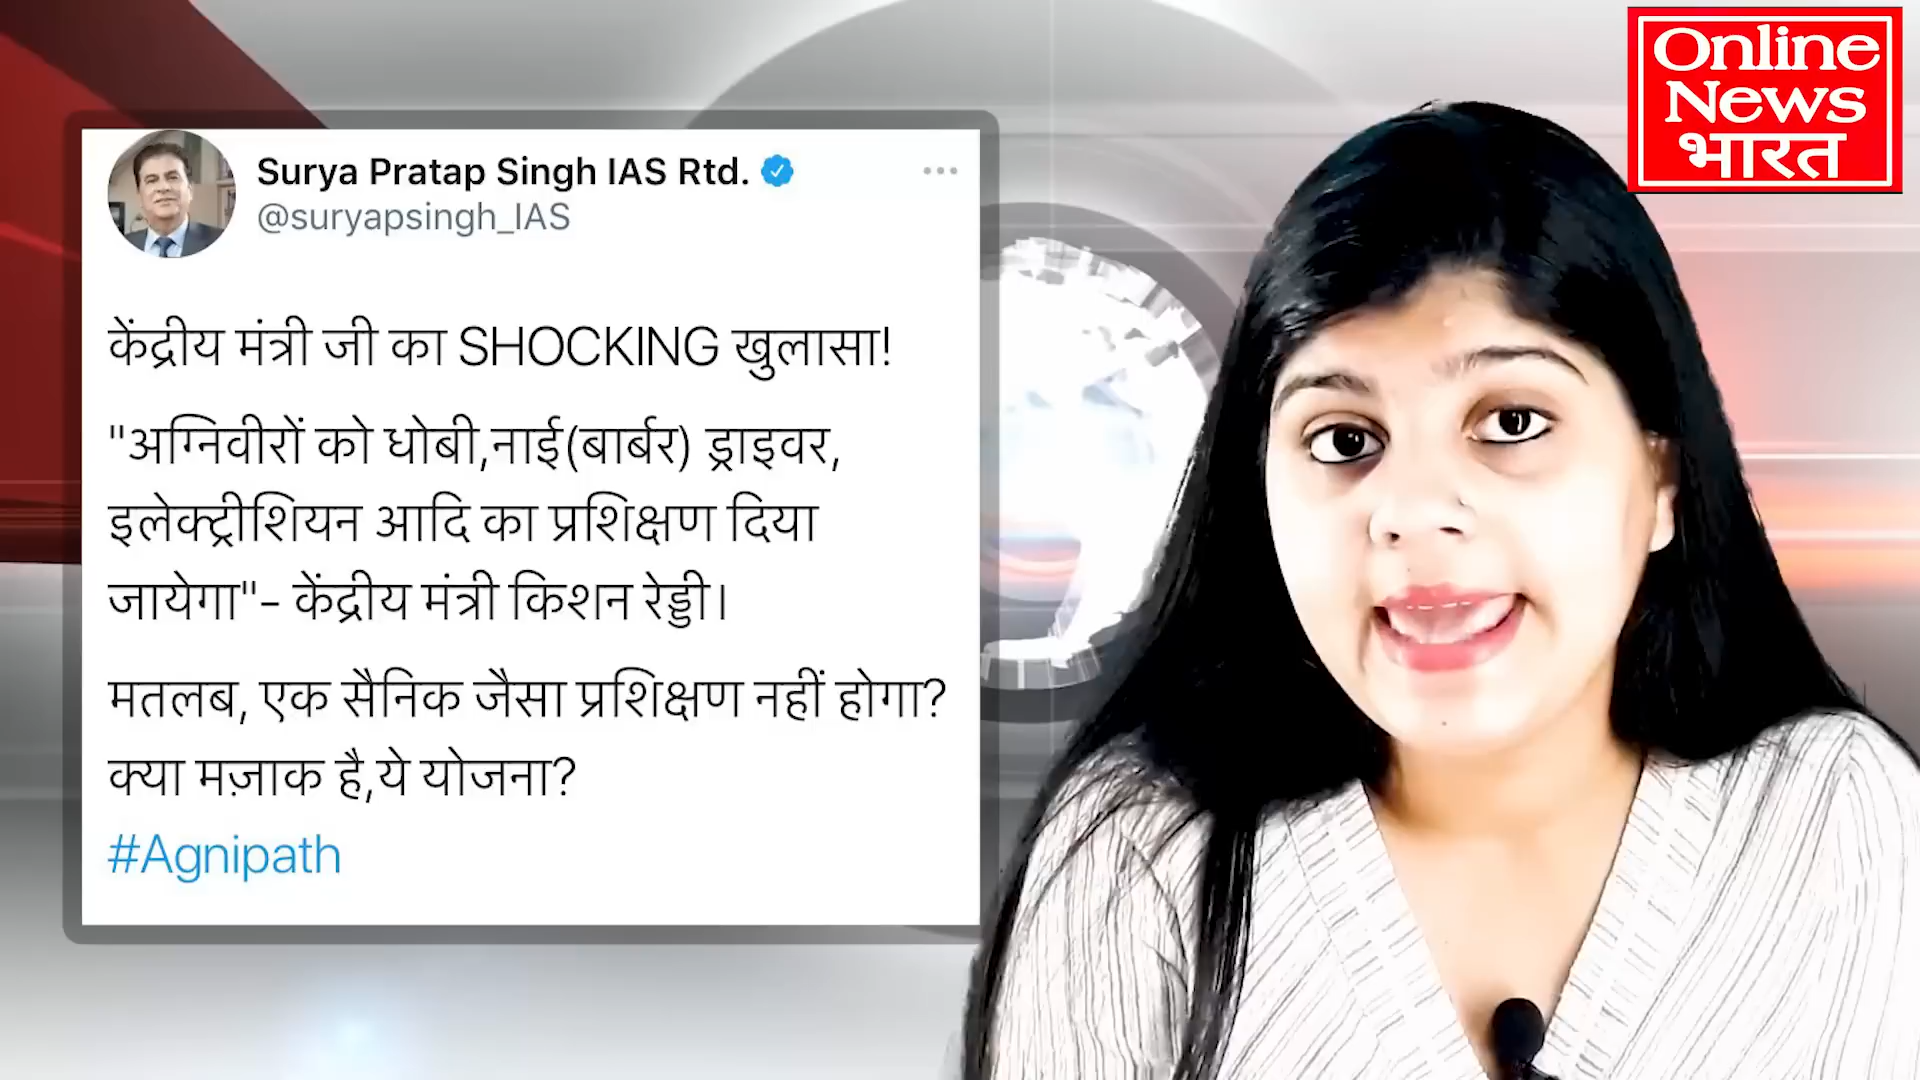 Online
News
भारत
Surya Pratap Singh IAS Rtd.
@suryapsingh_IAS
केंद्रीय मंत्री जी का SHOCKING खुलासा!
"अग्निवीरों को धोबी,नाई(बार्बर) ड्राइवर,
इलेक्ट्रीशियन आदि का प्रशिक्षण दिया
जायेगा"- केंद्रीय मंत्री किशन रेड्डी।
मतलब, एक सैनिक जैसा प्रशिक्षण नहीं होगा?
क्या मज़ाक है,ये योजना?
#Agnipath